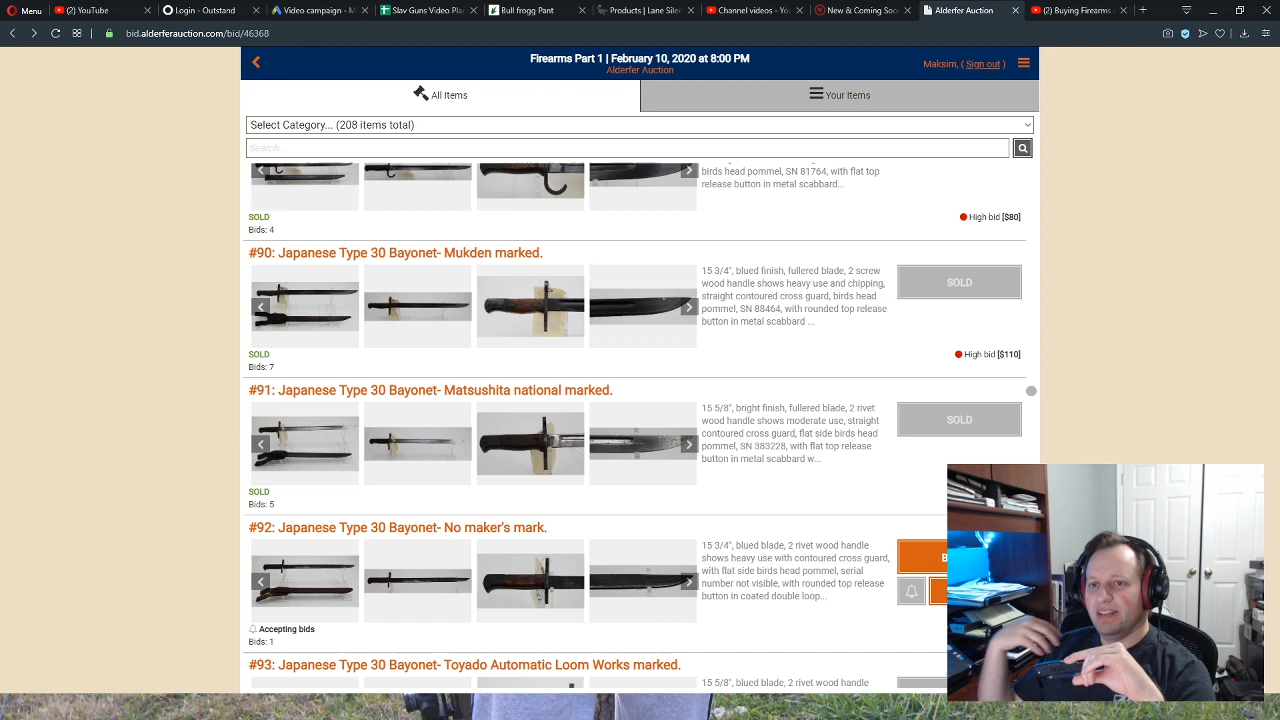 Menu
(2) YouTube
Login - Outstand
Video campaign - M
Slav Guns Video Plan
Bull frogg Pant
Products | Lane Silen
Channel videos - Yo
New & Coming Soo
Alderfer Auction
(2) Buying Firearms
bid.alderferauction.com/bid/46368
Firearms Part 1 | February 10, 2020 at 8:00 PM
Alderfer Auction
Maksim, ( Sign out )
All Items
Your Items
Select Category... (208 items total)
Search...
birds head pommel, SN 81764, with flat top
release button in metal scabbard...
SOLD
High bid [$80]
Bids: 4
#90: Japanese Type 30 Bayonet- Mukden marked.
15 3/4", blued finish, fullered blade, 2 screw
wood handle shows heavy use and chipping,
straight contoured cross guard, birds head
pommel, SN 88464, with rounded top release
button in metal scabbard ...
SOLD
SOLD
High bid [$110]
Bids: 7
#91: Japanese Type 30 Bayonet- Matsushita national marked.
15 5/8", bright finish, fullered blade, 2 rivet
wood handle shows moderate use, straight
contoured cross guard, flat side birds head
pommel, SN 383228, with flat top release
button in metal scabbard w...
SOLD
SOLD
Bids: 5
#92: Japanese Type 30 Bayonet- No maker's mark.
15 3/4", blued blade, 2 rivet wood handle
shows heavy use with contoured cross guard,
with flat side birds head pommel, serial
number not visible, with rounded top release
button in coated double loop...
B
Accepting bids
Bids: 1
#93: Japanese Type 30 Bayonet- Toyado Automatic Loom Works marked.
15 5/8", blued blade, 2 rivet wood handle